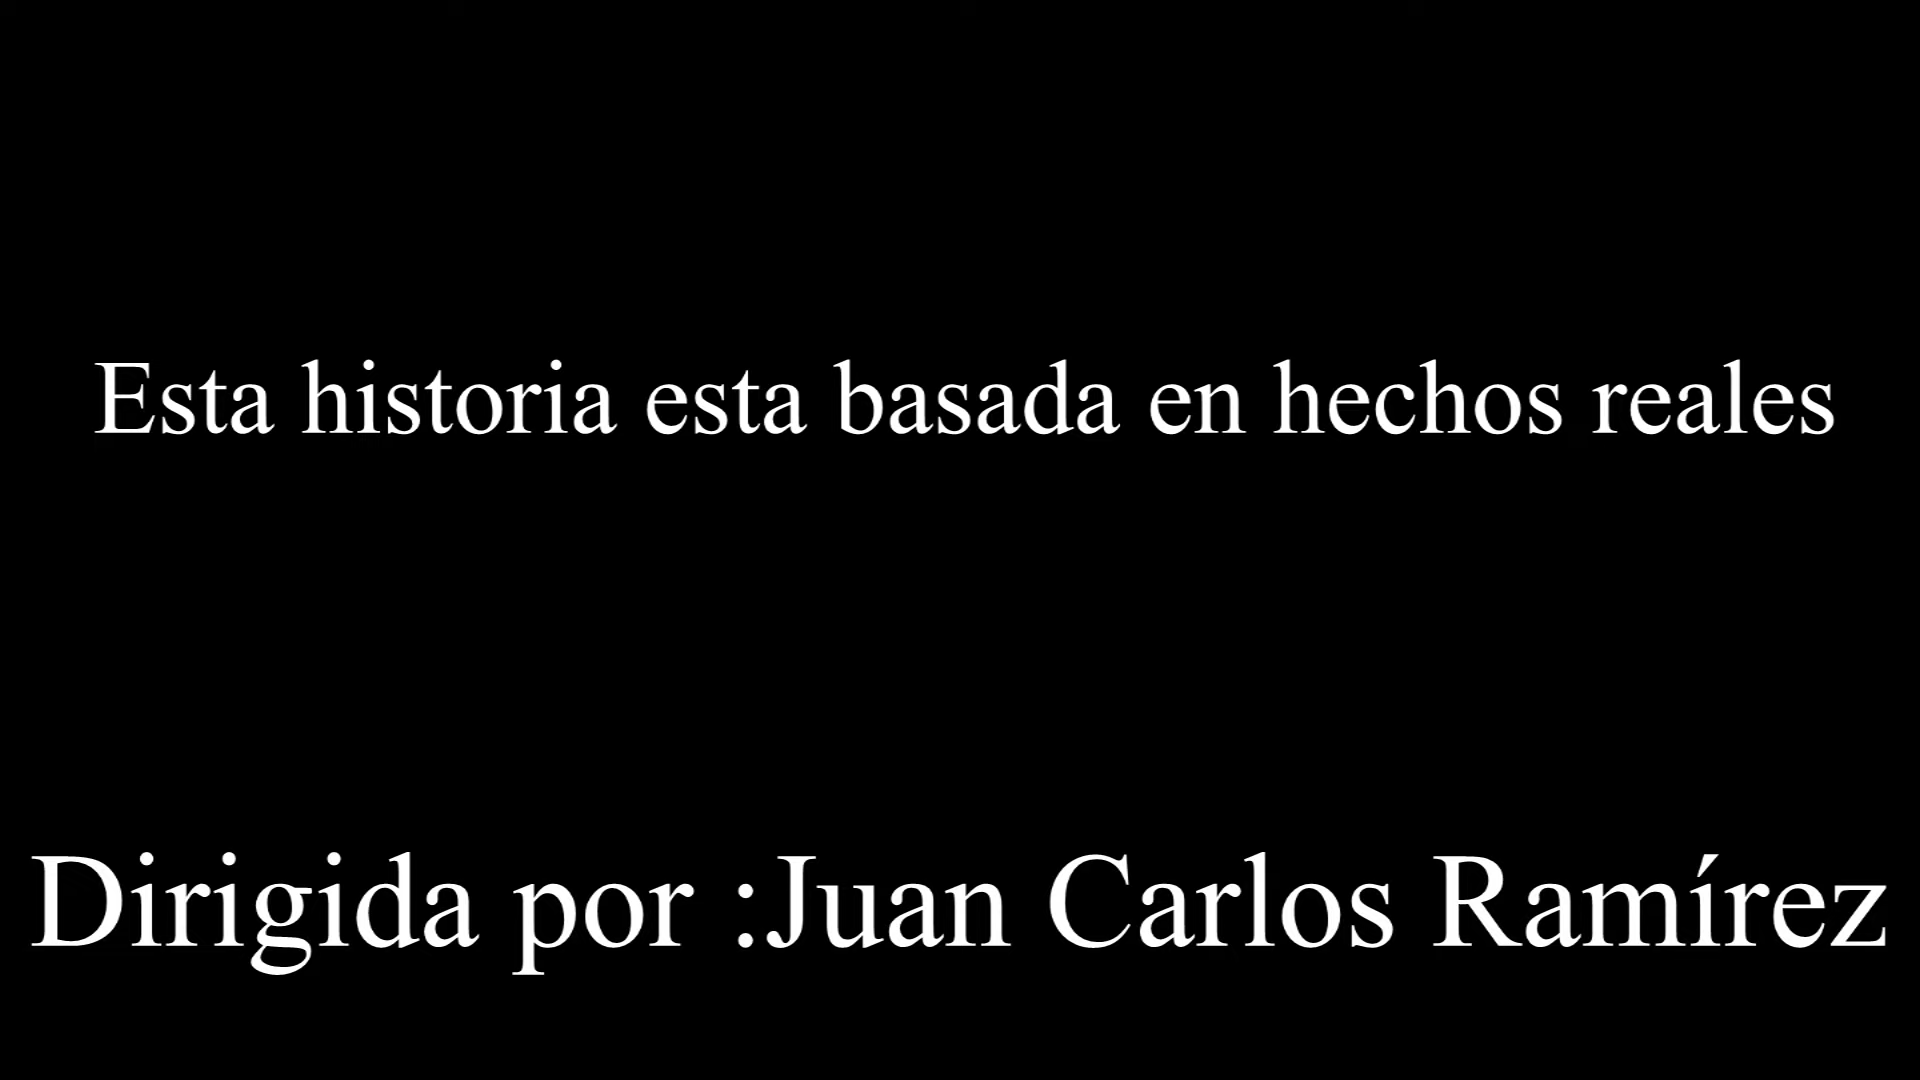 Esta historia esta basada en hechos reales
Dirigida por :Juan Carlos Ramírez